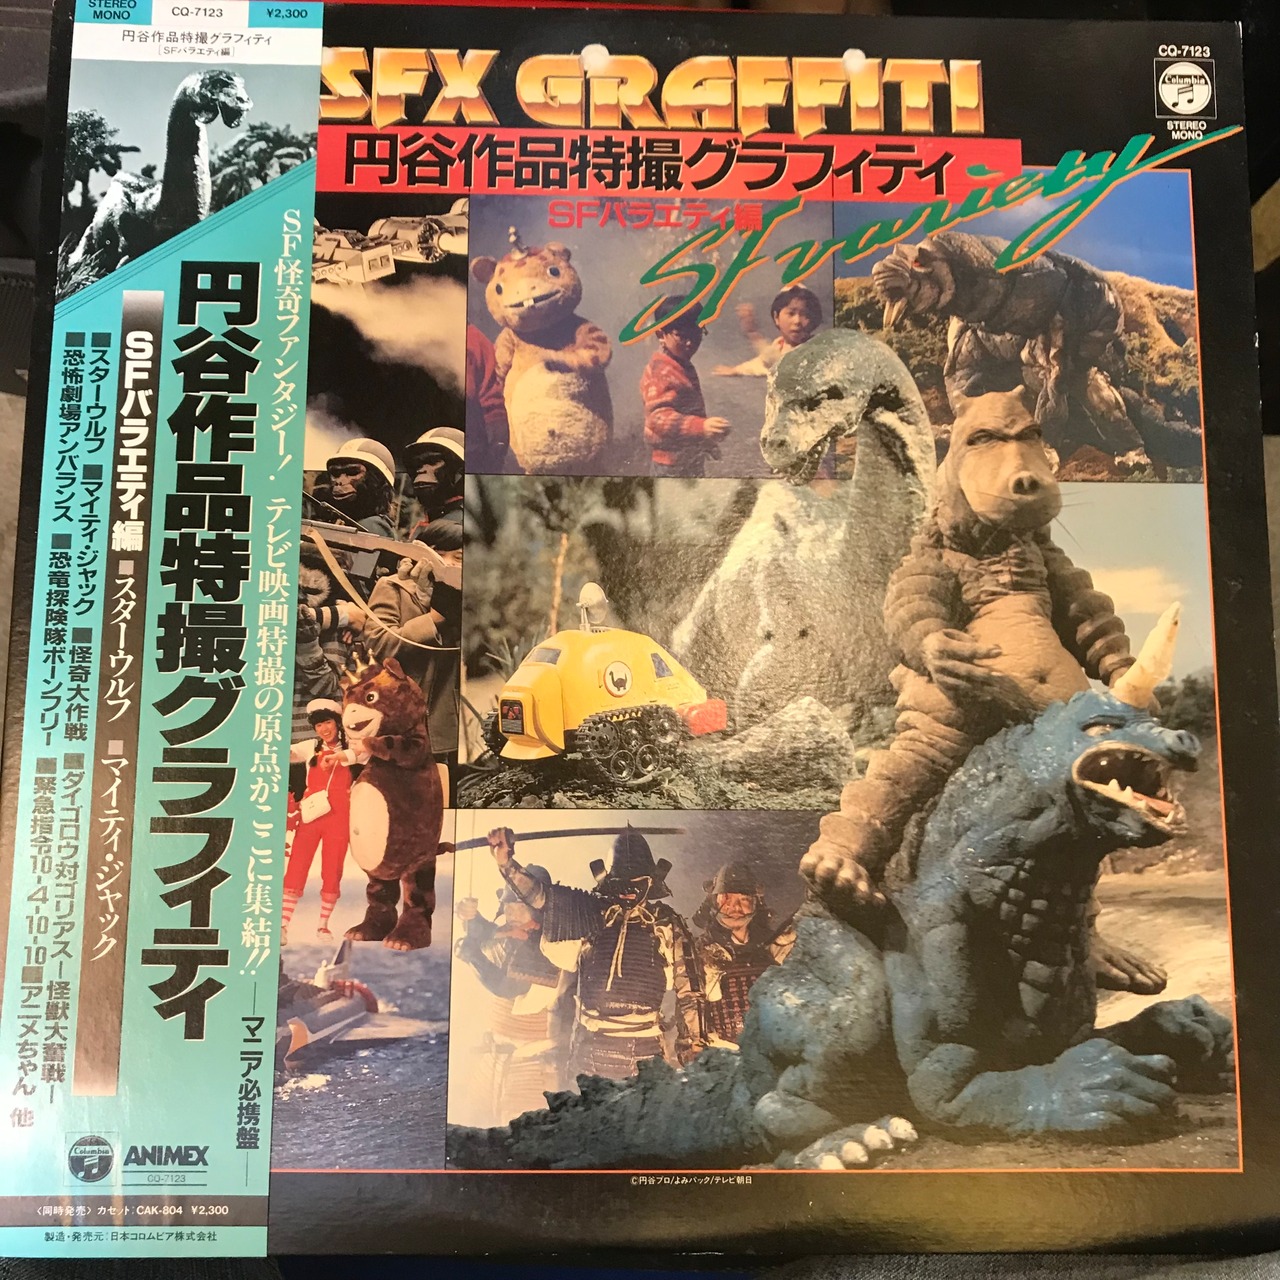 STEREO
MONO
CQ-7123
¥2,300
円谷作品特撮グラフィティ
[SFバラエティ編]
SF怪奇ファンタジー!テレビ映画特撮の原点がここに集結!!
―マニア必携盤―
円谷作品特撮グラフィティ
SFバラエティ編
■スターウルフ ■マイティ・ジャック
■スターウルフ ■マイティ・ジャック ■怪奇大作戦 ■ダイゴロウ対ゴリアス―怪獣大奮戦―
■恐怖劇場アンバランス ■恐竜探険隊ボーンフリー ■緊急指令10-4-10-10 ■アニメちゃん 他
Columbia
ANIMEX
CQ-7123
〈同時発売〉カセット:CAK-804 ¥2,300
製造・発売元:日本コロムビア株式会社
SFX GRAFFITI
円谷作品特撮グラフィティ
SFバラエティ編
SF variety
CQ-7123
Columbia
STEREO
MONO
©円谷プロ/よみパック/テレビ朝日